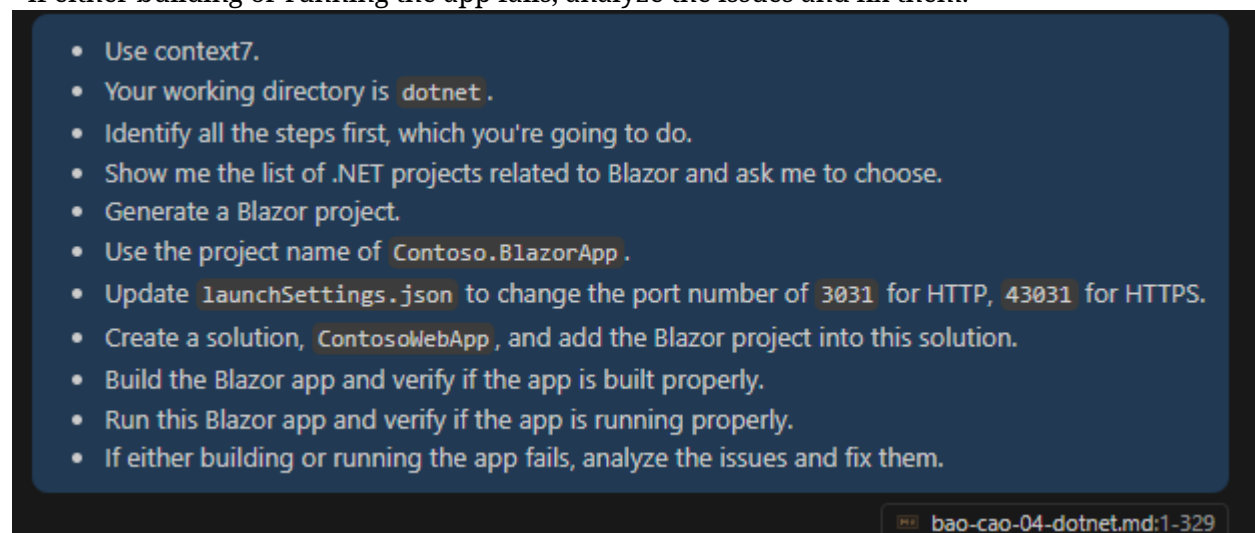 If either building or running the app fails, analyze the issues and fix them.
• Use context7.
• Your working directory is dotnet.
• Identify all the steps first, which you're going to do.
• Show me the list of .NET projects related to Blazor and ask me to choose.
• Generate a Blazor project.
• Use the project name of Contoso.BlazorApp.
• Update launchSettings.json to change the port number of 3031 for HTTP, 43031 for HTTPS.
• Create a solution, ContosoWebApp, and add the Blazor project into this solution.
• Build the Blazor app and verify if the app is built properly.
• Run this Blazor app and verify if the app is running properly.
• If either building or running the app fails, analyze the issues and fix them.
bao-cao-04-dotnet.md:1-329